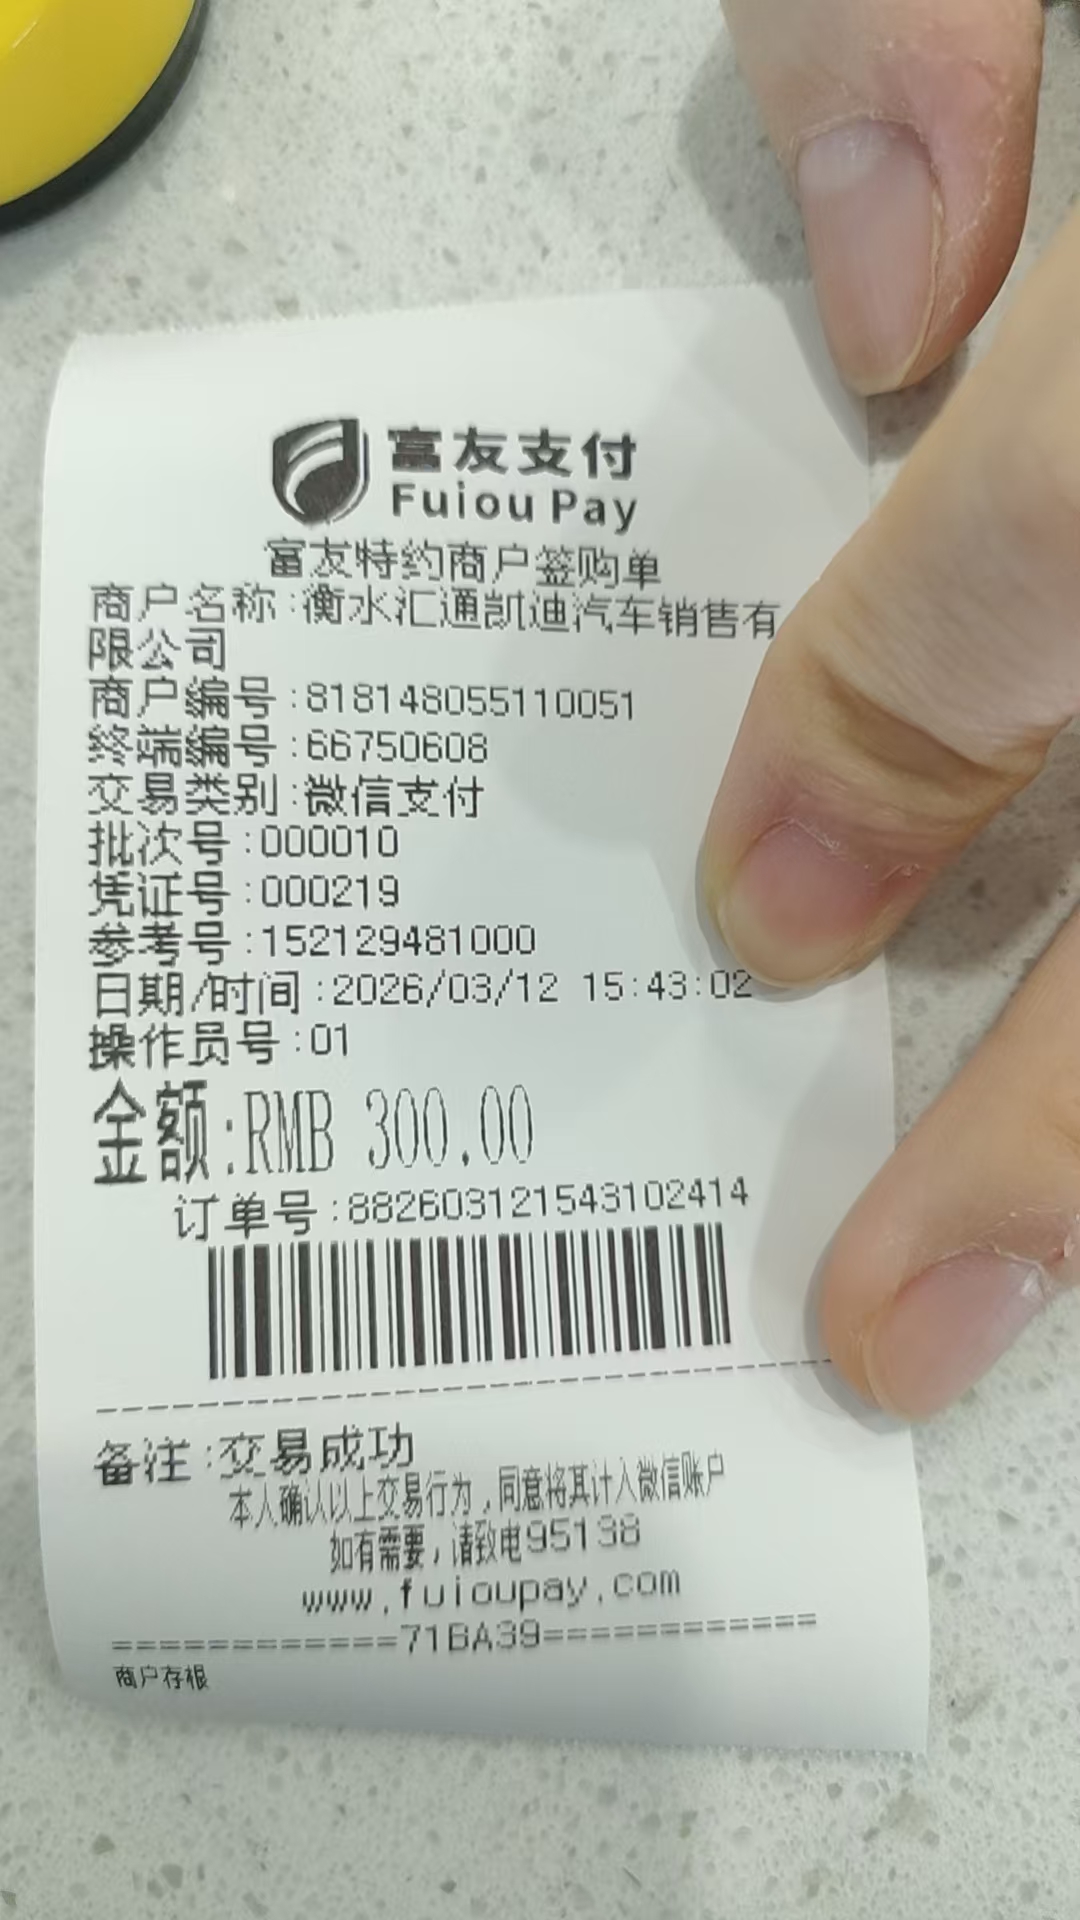 富友支付
Fuiou Pay
富友特约商户签购单
商户名称:衡水汇通凯迪汽车销售有
限公司
商户编号:818148055110051
终端编号:66750608
交易类别:微信支付
批次号:000010
凭证号:000219
参考号:152129481000
日期/时间:2026/03/12 15:43:02
操作员号:01
金额:RMB 300.00
订单号:882603121543102414
备注:交易成功
本人确认以上交易行为,同意将其计入微信账户
如有需要,请致电95138
www.fuioupay.com
============71BA39============
商户存根